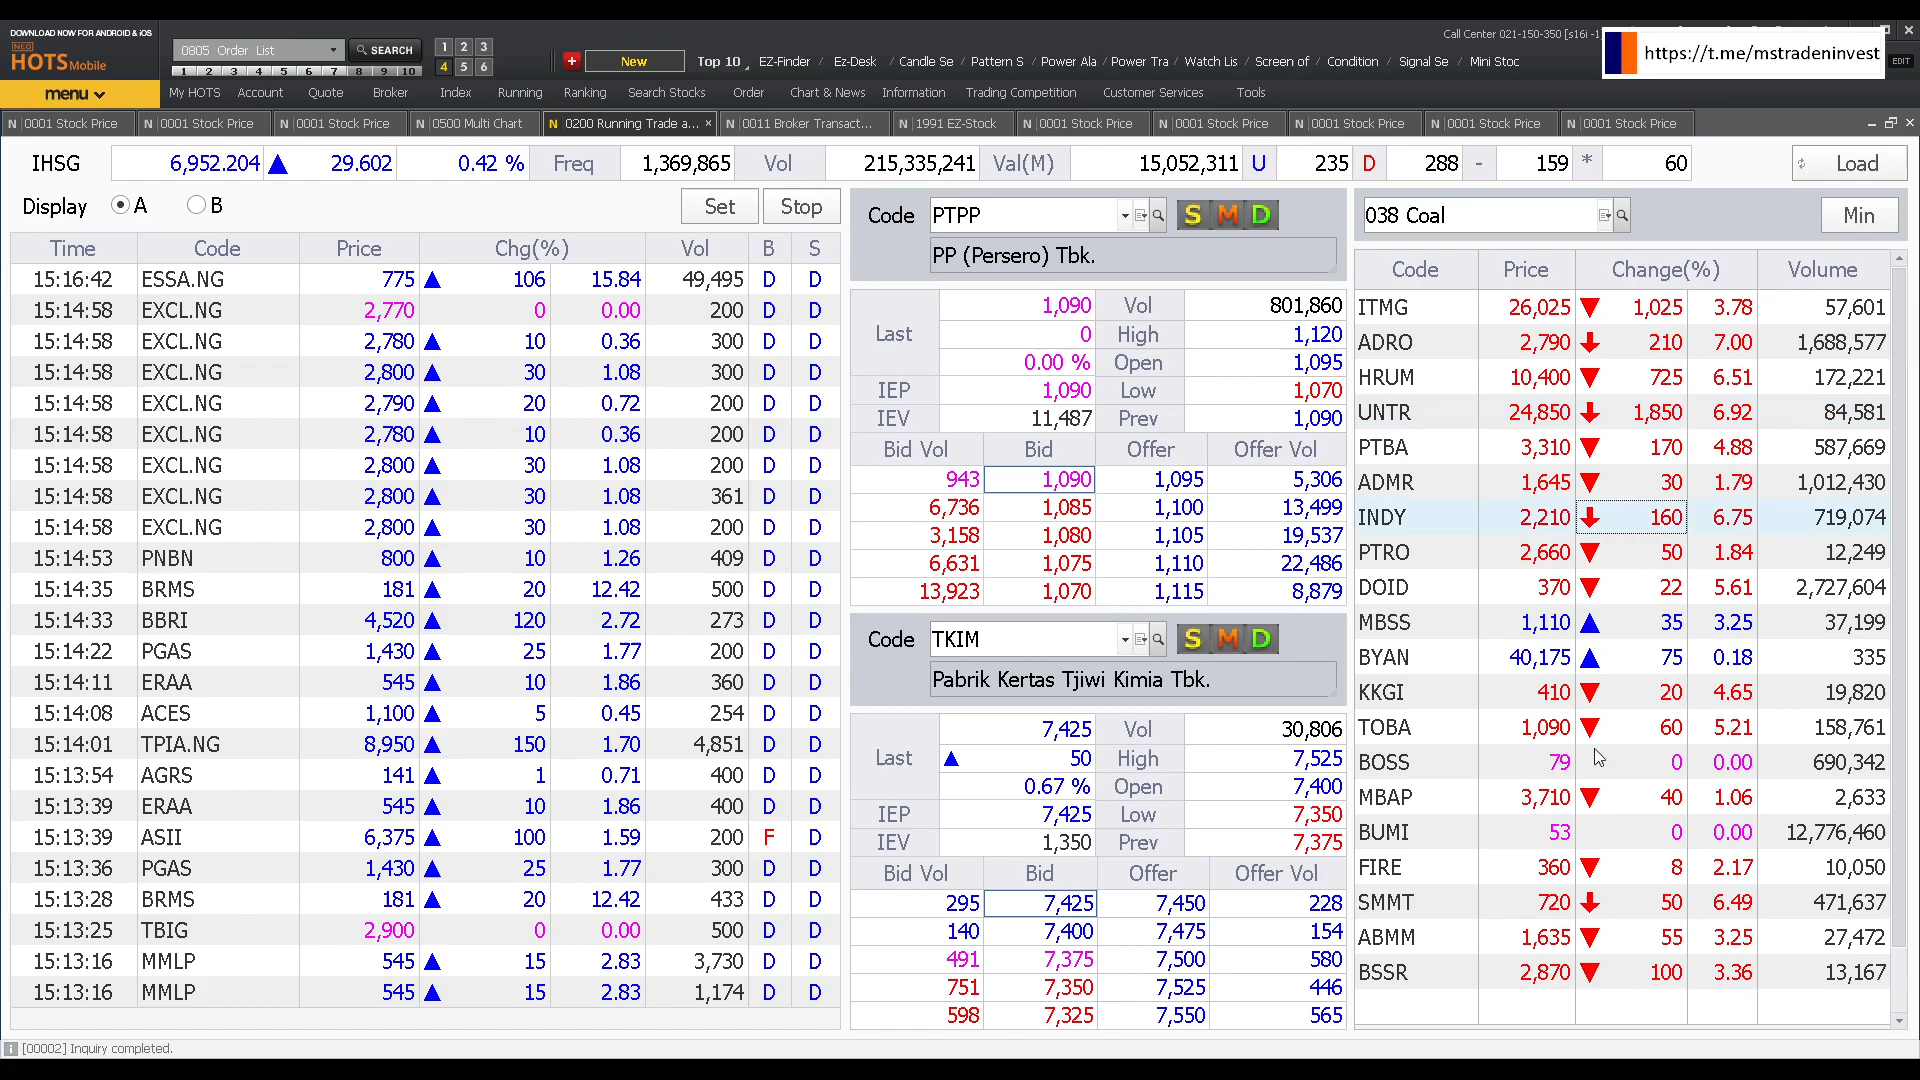 DOWNLOAD NOW FOR ANDROID & iOS
NEO
HOTS Mobile
0805 Order List
SEARCH
1 2 3
4 5 6
1 2 3 4 5 6 7 8 9 10
New
Call Center 021-150-350 [s16i -1
https://t.me/mstradeninvest
EDIT
Top 10 EZ-Finder / Ez-Desk / Candle Se / Pattern S / Power Ala / Power Tra / Watch Lis / Screen of / Condition / Signal Se / Mini Stoc
menu
My HOTS Account Quote Broker Index Running Ranking Search Stocks Order Chart & News Information Trading Competition Customer Services Tools
N 0001 Stock Price N 0001 Stock Price N 0001 Stock Price N 0500 Multi Chart N 0200 Running Trade a... × N 0011 Broker Transact... N 1991 EZ-Stock N 0001 Stock Price N 0001 Stock Price N 0001 Stock Price N 0001 Stock Price N 0001 Stock Price
IHSG 6,952.204 ▲ 29.602 0.42 % Freq 1,369,865 Vol 215,335,241 Val(M) 15,052,311 U 235 D 288 - 159 * 60 Load
Display A B Set Stop
Time Code Price Chg(%) Vol B S
15:16:42 ESSA.NG 775 ▲ 106 15.84 49,495 D D
15:14:58 EXCL.NG 2,770 0 0.00 200 D D
15:14:58 EXCL.NG 2,780 ▲ 10 0.36 300 D D
15:14:58 EXCL.NG 2,800 ▲ 30 1.08 300 D D
15:14:58 EXCL.NG 2,790 ▲ 20 0.72 200 D D
15:14:58 EXCL.NG 2,780 ▲ 10 0.36 200 D D
15:14:58 EXCL.NG 2,800 ▲ 30 1.08 200 D D
15:14:58 EXCL.NG 2,800 ▲ 30 1.08 361 D D
15:14:58 EXCL.NG 2,800 ▲ 30 1.08 200 D D
15:14:53 PNBN 800 ▲ 10 1.26 409 D D
15:14:35 BRMS 181 ▲ 20 12.42 500 D D
15:14:33 BBRI 4,520 ▲ 120 2.72 273 D D
15:14:22 PGAS 1,430 ▲ 25 1.77 200 D D
15:14:11 ERAA 545 ▲ 10 1.86 360 D D
15:14:08 ACES 1,100 ▲ 5 0.45 254 D D
15:14:01 TPIA.NG 8,950 ▲ 150 1.70 4,851 D D
15:13:54 AGRS 141 ▲ 1 0.71 400 D D
15:13:39 ERAA 545 ▲ 10 1.86 400 D D
15:13:39 ASII 6,375 ▲ 100 1.59 200 F D
15:13:36 PGAS 1,430 ▲ 25 1.77 300 D D
15:13:28 BRMS 181 ▲ 20 12.42 433 D D
15:13:25 TBIG 2,900 0 0.00 500 D D
15:13:16 MMLP 545 ▲ 15 2.83 3,730 D D
15:13:16 MMLP 545 ▲ 15 2.83 1,174 D D
Code PTPP S M D
PP (Persero) Tbk.
Last 1,090 Vol 801,860
0 High 1,120
0.00 % Open 1,095
IEP 1,090 Low 1,070
IEV 11,487 Prev 1,090
Bid Vol Bid Offer Offer Vol
943 1,090 1,095 5,306
6,736 1,085 1,100 13,499
3,158 1,080 1,105 19,537
6,631 1,075 1,110 22,486
13,923 1,070 1,115 8,879
Code TKIM S M D
Pabrik Kertas Tjiwi Kimia Tbk.
Last 7,425 Vol 30,806
▲ 50 High 7,525
0.67 % Open 7,400
IEP 7,425 Low 7,350
IEV 1,350 Prev 7,375
Bid Vol Bid Offer Offer Vol
295 7,425 7,450 228
140 7,400 7,475 154
491 7,375 7,500 580
751 7,350 7,525 446
598 7,325 7,550 565
038 Coal Min
Code Price Change(%) Volume
ITMG 26,025 ▼ 1,025 3.78 57,601
ADRO 2,790 ↓ 210 7.00 1,688,577
HRUM 10,400 ▼ 725 6.51 172,221
UNTR 24,850 ↓ 1,850 6.92 84,581
PTBA 3,310 ▼ 170 4.88 587,669
ADMR 1,645 ▼ 30 1.79 1,012,430
INDY 2,210 ↓ 160 6.75 719,074
PTRO 2,660 ▼ 50 1.84 12,249
DOID 370 ▼ 22 5.61 2,727,604
MBSS 1,110 ▲ 35 3.25 37,199
BYAN 40,175 ▲ 75 0.18 335
KKGI 410 ▼ 20 4.65 19,820
TOBA 1,090 ▼ 60 5.21 158,761
BOSS 79 0 0.00 690,342
MBAP 3,710 ▼ 40 1.06 2,633
BUMI 53 0 0.00 12,776,460
FIRE 360 ▼ 8 2.17 10,050
SMMT 720 ↓ 50 6.49 471,637
ABMM 1,635 ▼ 55 3.25 27,472
BSSR 2,870 ▼ 100 3.36 13,167
[00002] Inquiry completed.